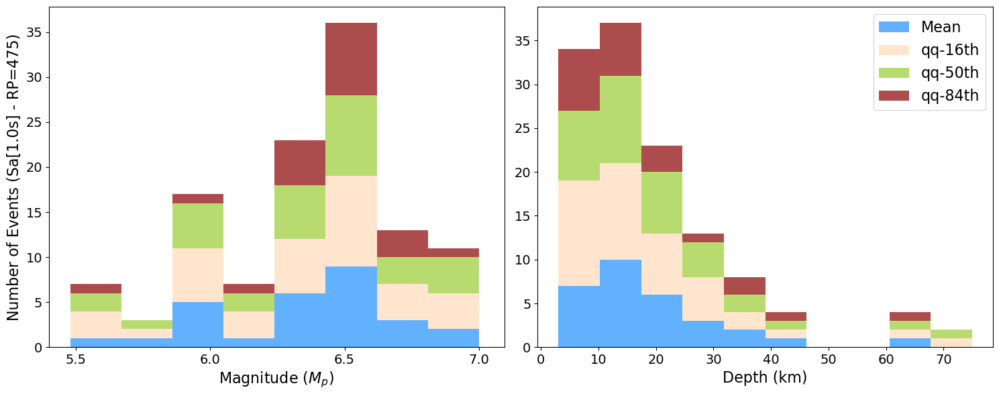 Number of Events (Sa[1.0s] - RP=475)
35
30
25
20
15
10
5
0
5.5 6.0 6.5 7.0
Magnitude (Mₚ)
35
30
25
20
15
10
5
0
0 10 20 30 40 50 60 70
Depth (km)
Mean
qq-16th
qq-50th
qq-84th